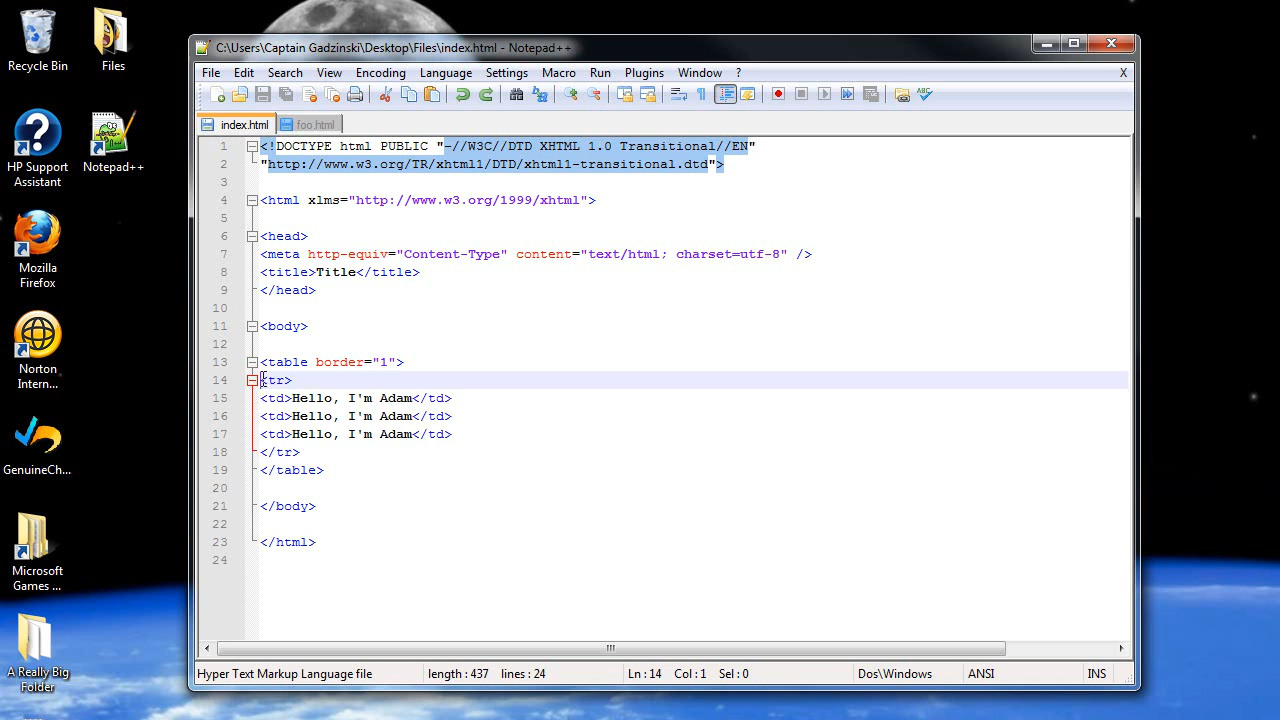 Recycle Bin
Files
HP Support
Assistant
Notepad++
Mozilla
Firefox
Norton
Intern...
GenuineCh...
Microsoft
Games ...
A Really Big
Folder
C:\Users\Captain Gadzinski\Desktop\Files\index.html - Notepad++
File Edit Search View Encoding Language Settings Macro Run Plugins Window ? X
index.html foo.html
1 <!DOCTYPE html PUBLIC "-//W3C//DTD XHTML 1.0 Transitional//EN"
2 "http://www.w3.org/TR/xhtml1/DTD/xhtml1-transitional.dtd">
3
4 <html xlms="http://www.w3.org/1999/xhtml">
5
6 <head>
7 <meta http-equiv="Content-Type" content="text/html; charset=utf-8" />
8 <title>Title</title>
9 </head>
10
11 <body>
12
13 <table border="1">
14 <tr>
15 <td>Hello, I'm Adam</td>
16 <td>Hello, I'm Adam</td>
17 <td>Hello, I'm Adam</td>
18 </tr>
19 </table>
20
21 </body>
22
23 </html>
24
Hyper Text Markup Language file length : 437 lines : 24 Ln : 14 Col : 1 Sel : 0 Dos\Windows ANSI INS